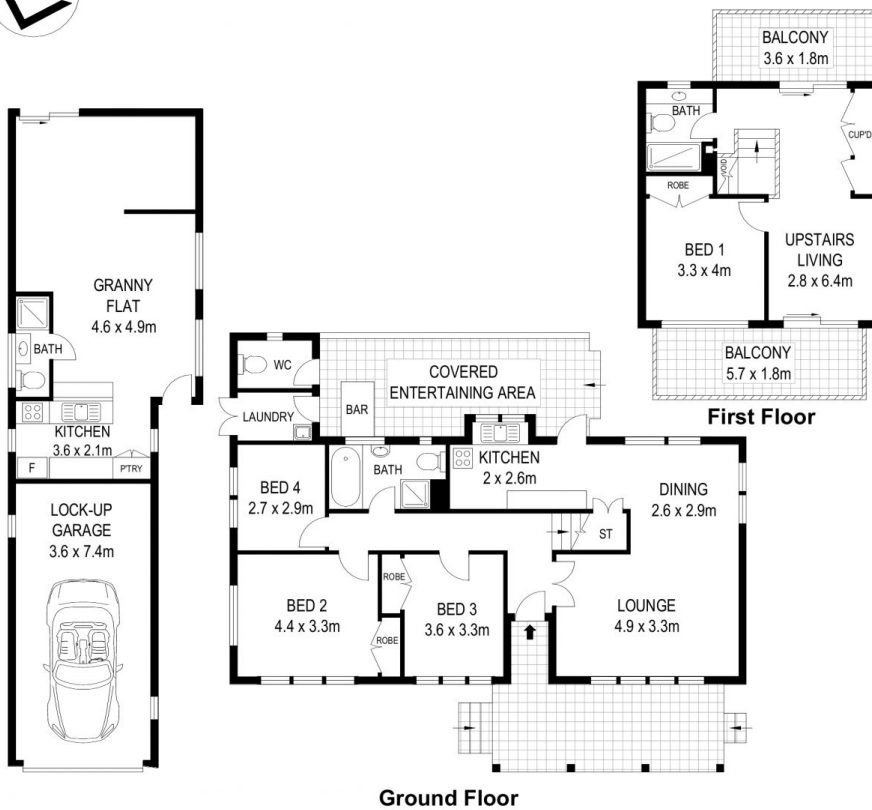 BALCONY
3.6 x 1.8m
BATH
CUP'D
VOID
ROBE
BED 1
3.3 x 4m
UPSTAIRS
LIVING
2.8 x 6.4m
BALCONY
5.7 x 1.8m
First Floor
GRANNY
FLAT
4.6 x 4.9m
BATH
KITCHEN
3.6 x 2.1m
F
P'TRY
LOCK-UP
GARAGE
3.6 x 7.4m
WC
COVERED
ENTERTAINING AREA
LAUNDRY
BAR
BED 4
2.7 x 2.9m
BATH
KITCHEN
2 x 2.6m
DINING
2.6 x 2.9m
ST
BED 2
4.4 x 3.3m
ROBE
ROBE
BED 3
3.6 x 3.3m
LOUNGE
4.9 x 3.3m
Ground Floor